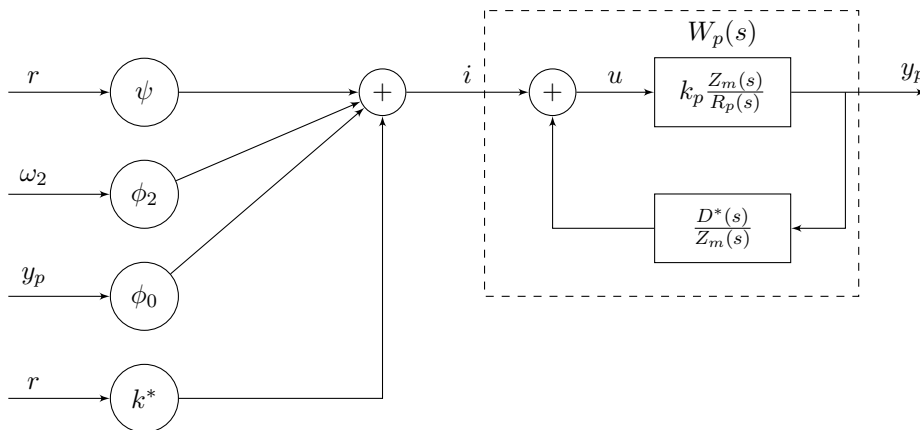 W_p(s)
r
ψ
+
i
+
u
k_p Z_m(s)/R_p(s)
y_p
ω_2
ϕ_2
D^*(s)/Z_m(s)
y_p
ϕ_0
r
k^*